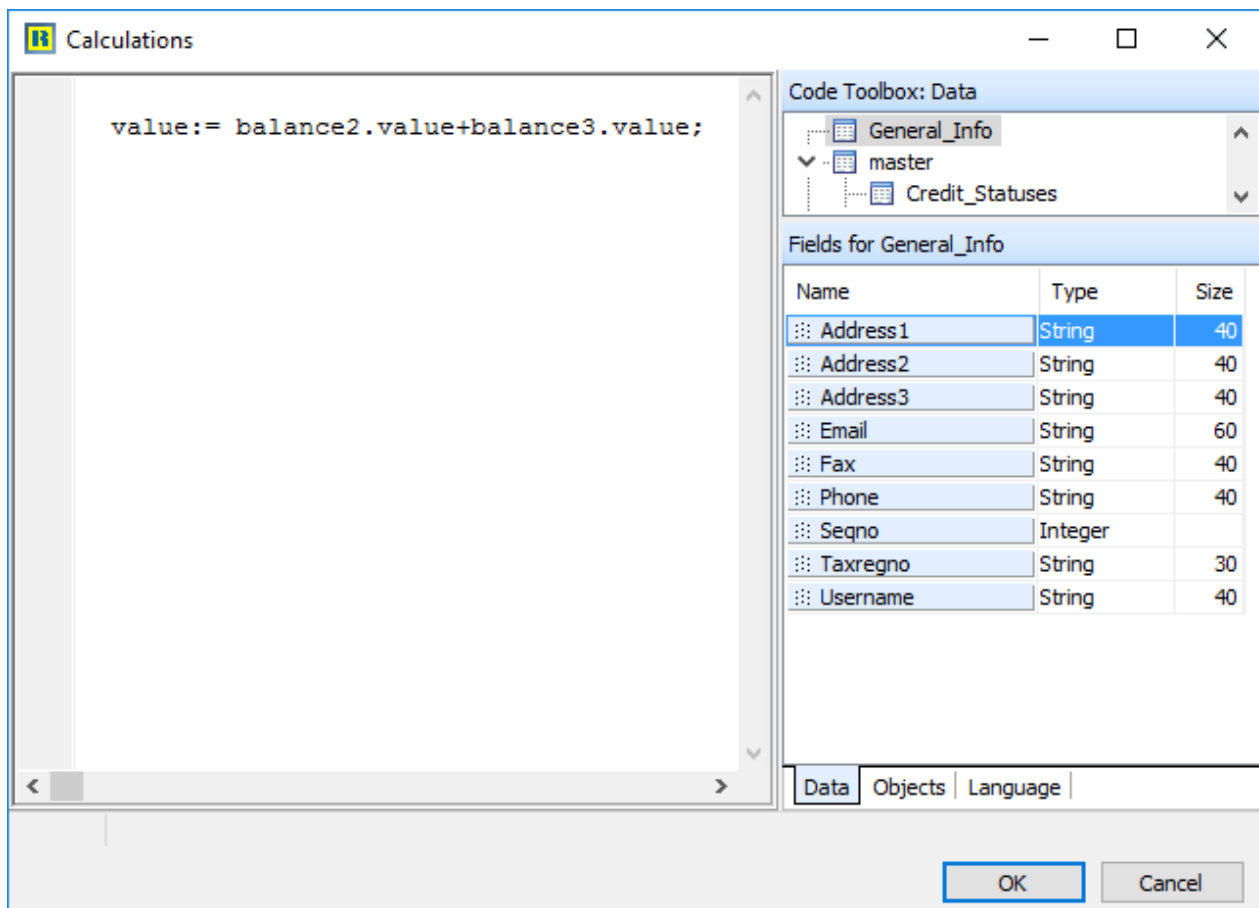 Calculations
value:= balance2.value+balance3.value;
Code Toolbox: Data
General_Info
master
Credit_Statuses
Fields for General_Info
Name Type Size
Address1 String 40
Address2 String 40
Address3 String 40
Email String 60
Fax String 40
Phone String 40
Seqno Integer
Taxregno String 30
Username String 40
Data Objects Language
OK Cancel